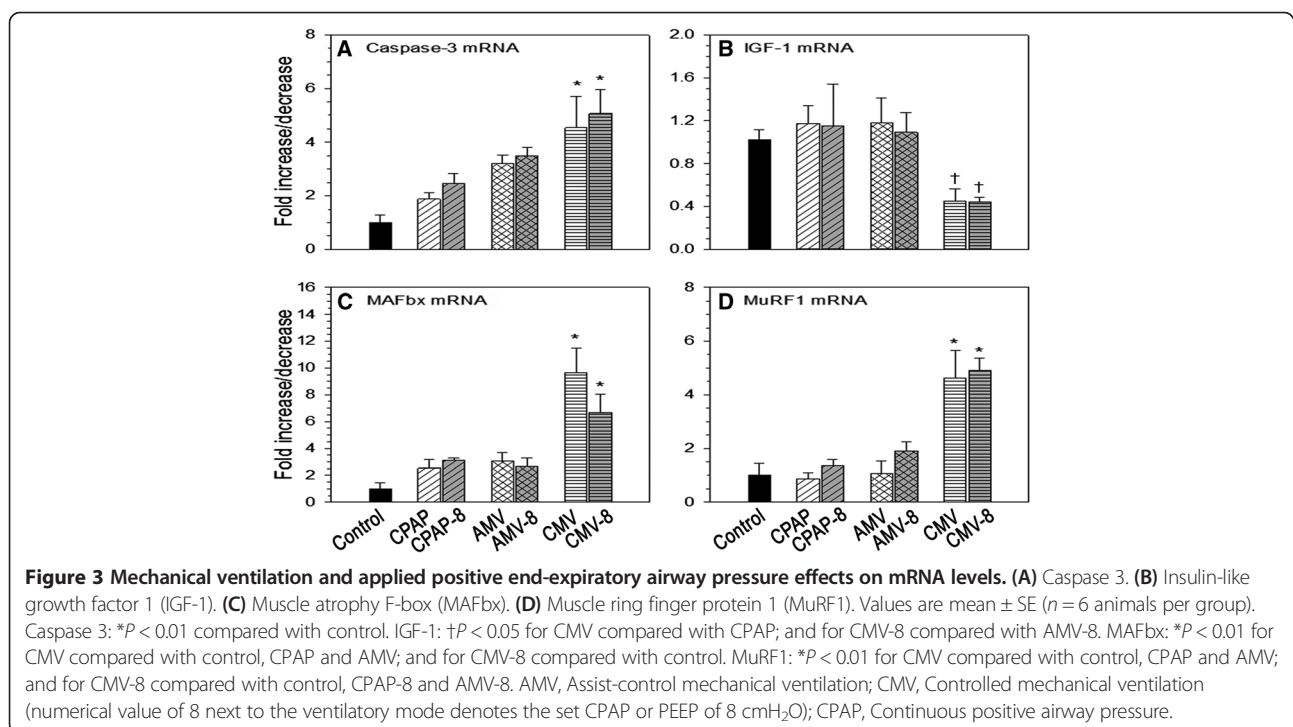 A Caspase-3 mRNA
Fold increase/decrease
8
6
4
2
0
*
*
B IGF-1 mRNA
2.0
1.6
1.2
0.8
0.4
0.0
†
†
C MAFbx mRNA
Fold increase/decrease
16
14
12
10
8
6
4
2
0
*
*
Control
CPAP
CPAP-8
AMV
AMV-8
CMV
CMV-8
D MuRF1 mRNA
8
6
4
2
0
*
*
Control
CPAP
CPAP-8
AMV
AMV-8
CMV
CMV-8
Figure 3 Mechanical ventilation and applied positive end-expiratory airway pressure effects on mRNA levels. (A) Caspase 3. (B) Insulin-like
growth factor 1 (IGF-1). (C) Muscle atrophy F-box (MAFbx). (D) Muscle ring finger protein 1 (MuRF1). Values are mean ± SE (n = 6 animals per group).
Caspase 3: *P < 0.01 compared with control. IGF-1: †P < 0.05 for CMV compared with CPAP; and for CMV-8 compared with AMV-8. MAFbx: *P < 0.01 for
CMV compared with control, CPAP and AMV; and for CMV-8 compared with control. MuRF1: *P < 0.01 for CMV compared with control, CPAP and AMV;
and for CMV-8 compared with control, CPAP-8 and AMV-8. AMV, Assist-control mechanical ventilation; CMV, Controlled mechanical ventilation
(numerical value of 8 next to the ventilatory mode denotes the set CPAP or PEEP of 8 cmH₂O); CPAP, Continuous positive airway pressure.